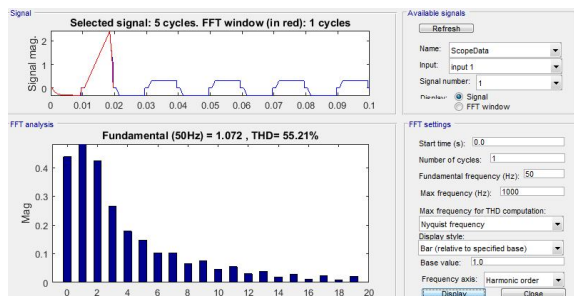 Signal
Selected signal: 5 cycles. FFT window (in red): 1 cycles
Signal mag.
2
1
0
0 0.01 0.02 0.03 0.04 0.05 0.06 0.07 0.08 0.09 0.1
FFT analysis
Fundamental (50Hz) = 1.072 , THD= 55.21%
Mag
0.4
0.3
0.2
0.1
0
0 2 4 6 8 10 12 14 16 18 20
Available signals
Refresh
Name: ScopeData
Input: input 1
Signal number: 1
Display: Signal
FFT window
FFT settings
Start time (s): 0.0
Number of cycles: 1
Fundamental frequency (Hz): 50
Max frequency (Hz): 1000
Max frequency for THD computation:
Nyquist frequency
Display style:
Bar (relative to specified base)
Base value: 1.0
Frequency axis: Harmonic order
Display Close